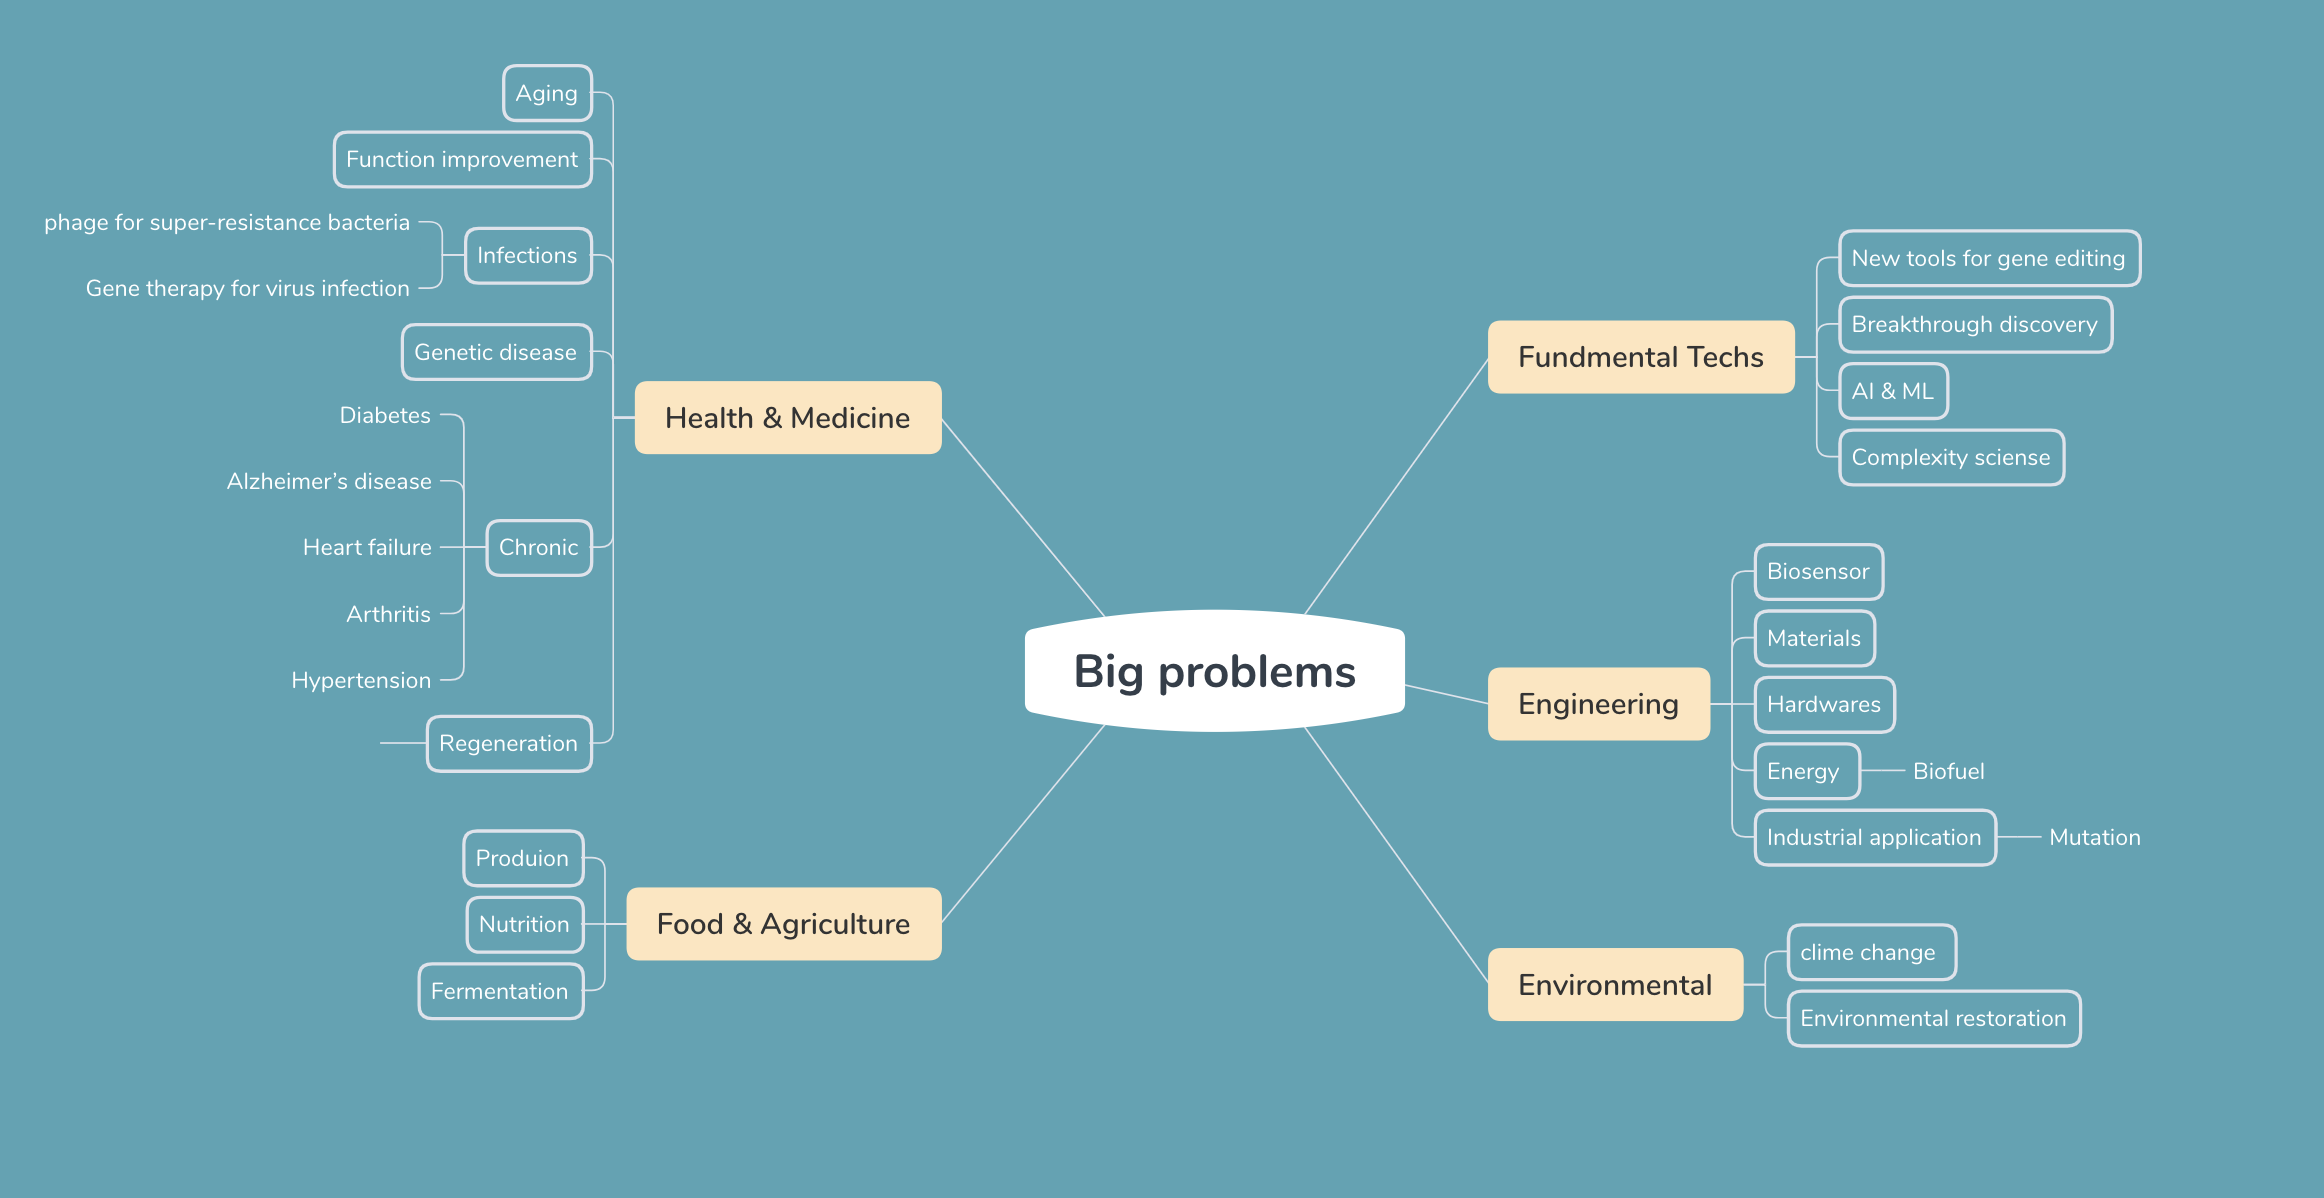 Big problems
Fundmental Techs
New tools for gene editing
Breakthrough discovery
AI & ML
Complexity sciense
Engineering
Biosensor
Materials
Hardwares
Energy
Biofuel
Industrial application
Mutation
Environmental
clime change
Environmental restoration
Health & Medicine
Aging
Function improvement
Infections
phage for super-resistance bacteria
Gene therapy for virus infection
Genetic disease
Chronic
Diabetes
Alzheimer’s disease
Heart failure
Arthritis
Hypertension
Regeneration
Food & Agriculture
Produion
Nutrition
Fermentation